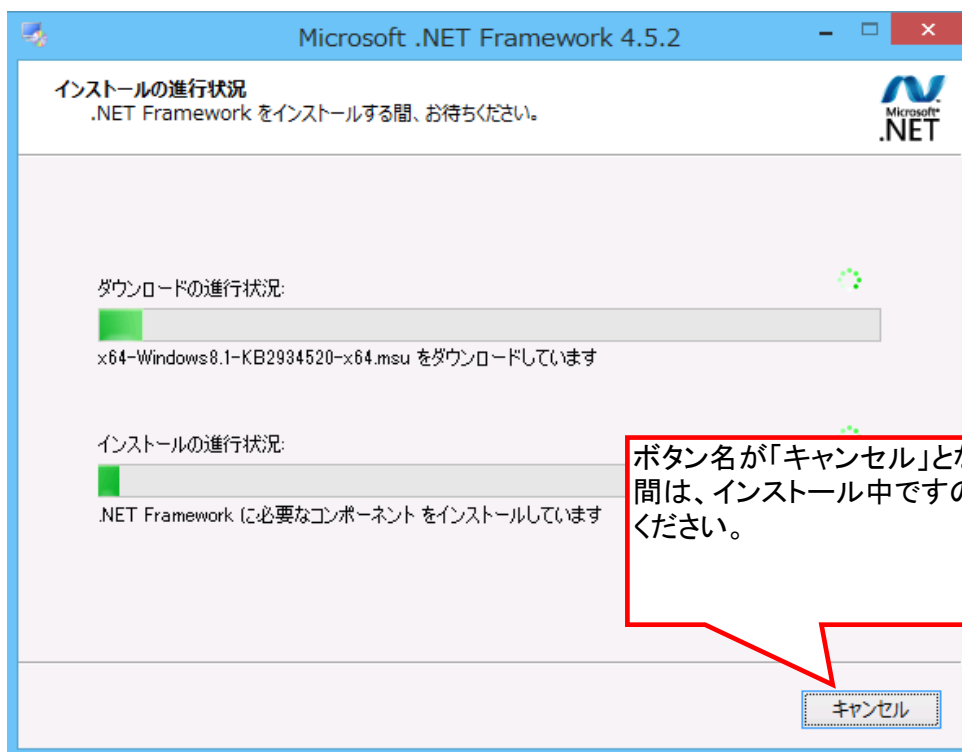 Microsoft .NET Framework 4.5.2
インストールの進行状況
.NET Framework をインストールする間、お待ちください。
Microsoft
.NET
ダウンロードの進行状況:
x64-Windows8.1-KB2934520-x64.msu をダウンロードしています
インストールの進行状況:
.NET Framework に必要なコンポーネント をインストールしています
ボタン名が「キャンセル」と
間は、インストール中ですの
ください。
キャンセル